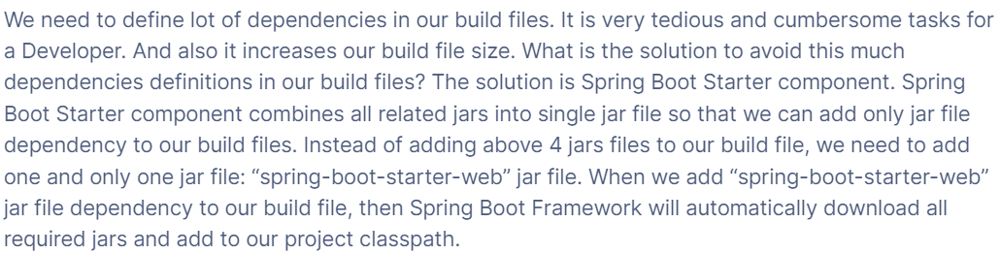 We need to define lot of dependencies in our build files. It is very tedious and cumbersome tasks for
a Developer. And also it increases our build file size. What is the solution to avoid this much
dependencies definitions in our build files? The solution is Spring Boot Starter component. Spring
Boot Starter component combines all related jars into single jar file so that we can add only jar file
dependency to our build files. Instead of adding above 4 jars files to our build file, we need to add
one and only one jar file: “spring-boot-starter-web” jar file. When we add “spring-boot-starter-web”
jar file dependency to our build file, then Spring Boot Framework will automatically download all
required jars and add to our project classpath.